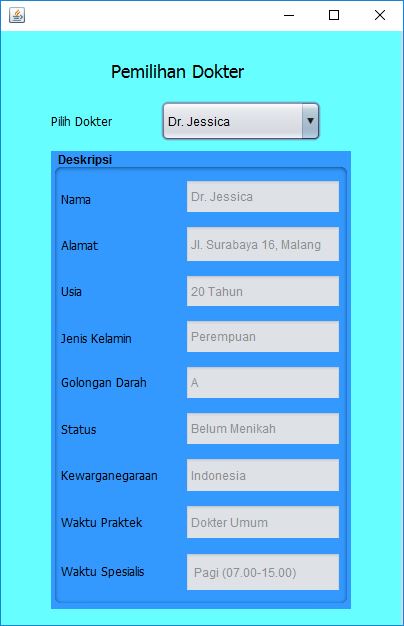 Pemilihan Dokter
Pilih Dokter Dr. Jessica
Deskripsi
Nama Dr. Jessica
Alamat Jl. Surabaya 16, Malang
Usia 20 Tahun
Jenis Kelamin Perempuan
Golongan Darah A
Status Belum Menikah
Kewarganegaraan Indonesia
Waktu Praktek Dokter Umum
Waktu Spesialis Pagi (07.00-15.00)